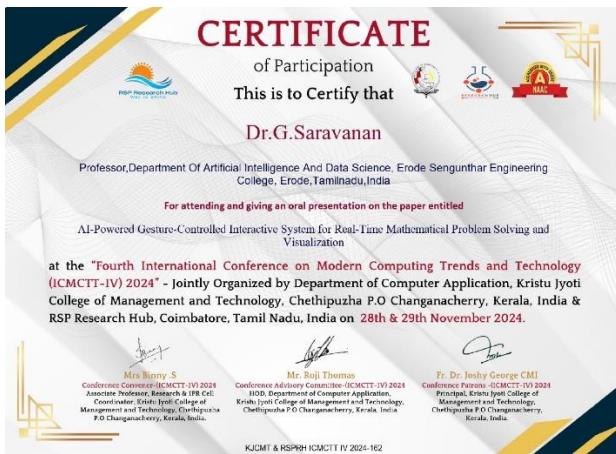 CERTIFICATE
of Participation
This is to Certify that
RSP Research Hub
NAAC
Dr.G.Saravanan
Professor,Department Of Artificial Intelligence And Data Science, Erode Sengunthar Engineering
College, Erode,Tamilnadu,India
For attending and giving an oral presentation on the paper entitled
AI-Powered Gesture-Controlled Interactive System for Real-Time Mathematical Problem Solving and
Visualization
at the "Fourth International Conference on Modern Computing Trends and Technology
(ICMCTT-IV) 2024" - Jointly Organized by Department of Computer Application, Kristu Jyoti
College of Management and Technology, Chethipuzha P.O Changanacherry, Kerala, India &
RSP Research Hub, Coimbatore, Tamil Nadu, India on 28th & 29th November 2024.
Mrs Binny .S
Conference Convener-(ICMCTT-IV) 2024
Associate Professor, Research & IPR Cell
Coordinator, Kristu Jyoti College of
Management and Technology, Chethipuzha
P.O Changanacherry, Kerala, India.
Mr. Roji Thomas
Conference Advisory Committee-(ICMCTT-IV) 2024
HOD, Department of Computer Application,
Kristu Jyoti College of Management and Technology,
Chethipuzha P.O Changanacherry, Kerala, India
Fr. Dr. Joshy George CMI
Conference Patrons -(ICMCTT-IV) 2024
Principal, Kristu Jyoti College of
Management and Technology,
Chethipuzha P.O Changanacherry,
Kerala, India.
KJCMT & RSPRH ICMCTT IV 2024-162